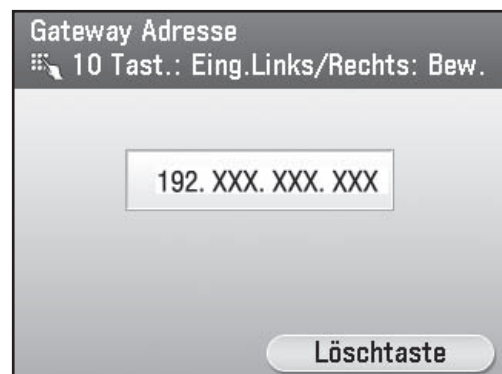 Gateway Adresse
10 Tast.: Eing.Links/Rechts: Bew.
192. XXX. XXX. XXX
Löschtaste